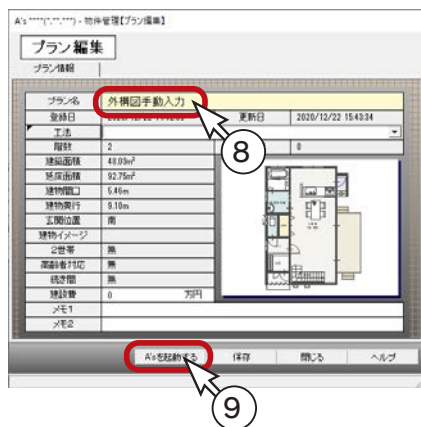 A's ****(*.**.***) - 物件管理【プラン編集】
プラン編集
プラン情報
プラン名 外構図手動入力
登録日 更新日 2020/12/22 15:43:34
工法
階数 2 0
建築面積 48.03m²
延床面積 92.75m²
建物間口 5.46m
建物奥行 9.10m
玄関位置 南
建物イメージ
2世帯 無
高齢者対応 無
続き間 無
建設費 0 万円
メモ1
メモ2
⑧
A'sを起動する 保存 閉じる ヘルプ
⑨